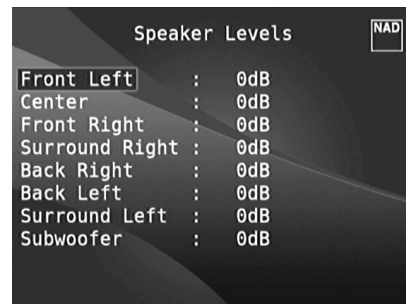 Speaker Levels
NAD
Front Left : 0dB
Center : 0dB
Front Right : 0dB
Surround Right : 0dB
Back Right : 0dB
Back Left : 0dB
Surround Left : 0dB
Subwoofer : 0dB